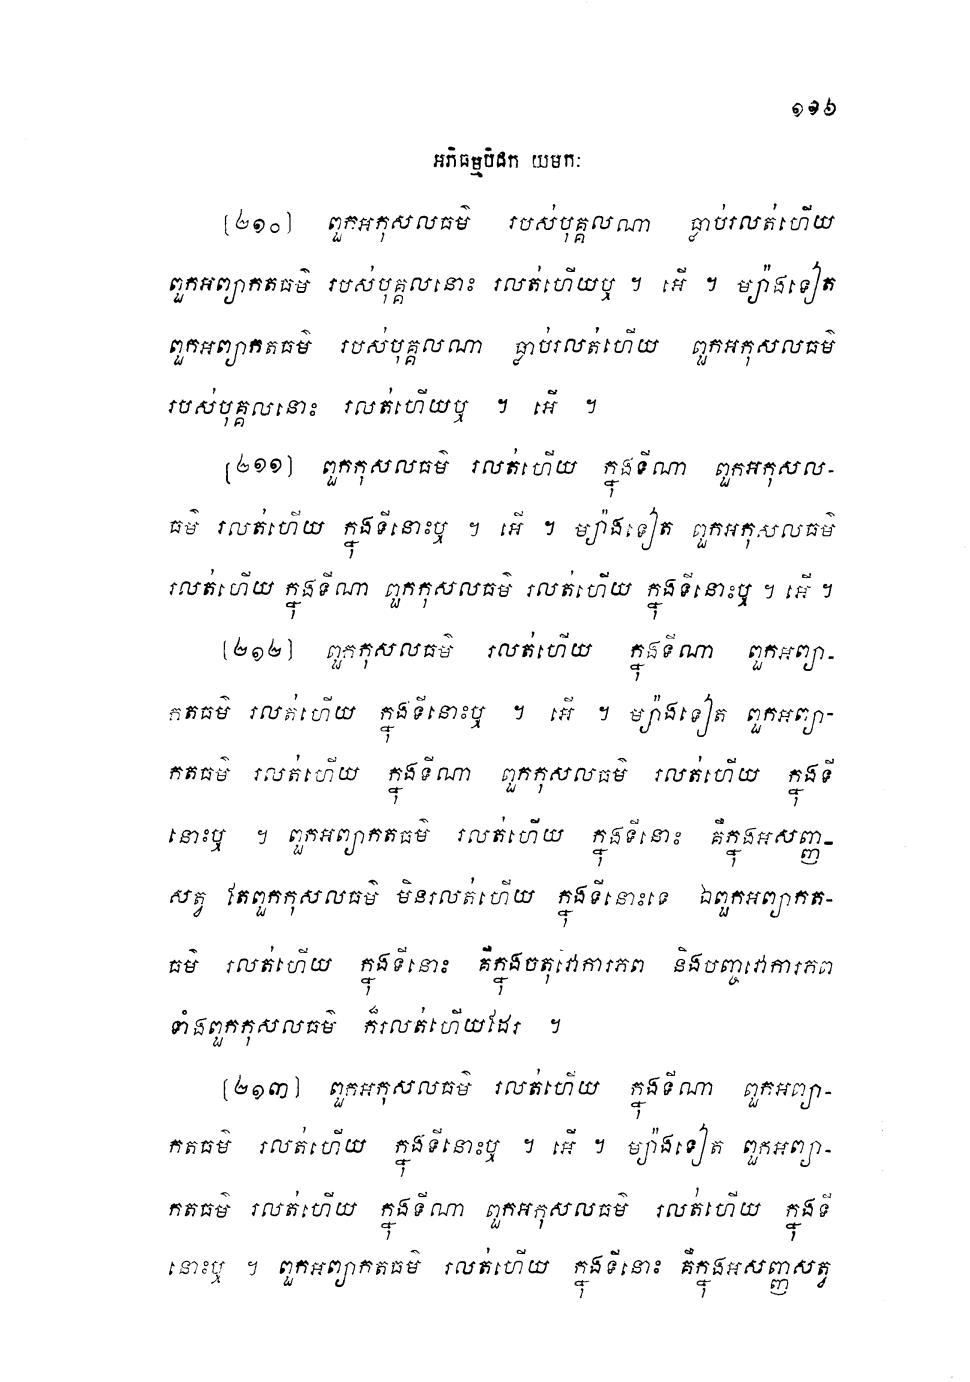 ១១៦
អភិធម្មបិដក យមកៈ
[២១០] ពួកអកុសលធម៌ របស់បុគ្គលណា ធ្លាប់រលត់ហើយ
ពួកអព្យាកតធម៌ របស់បុគ្គលនោះ រលត់ហើយឬ ។ អើ ។ ម្យ៉ាងទៀត
ពួកអព្យាកតធម៌ របស់បុគ្គលណា ធ្លាប់រលត់ហើយ ពួកអកុសលធម៌
របស់បុគ្គលនោះ រលត់ហើយឬ ។ អើ ។
[២១១] ពួកកុសលធម៌ រលត់ហើយ ក្នុងទីណា ពួកអកុសល-
ធម៌ រលត់ហើយ ក្នុងទីនោះឬ ។ អើ ។ ម្យ៉ាងទៀត ពួកអកុសលធម៌
រលត់ហើយ ក្នុងទីណា ពួកកុសលធម៌ រលត់ហើយ ក្នុងទីនោះឬ ។ អើ ។
[២១២] ពួកកុសលធម៌ រលត់ហើយ ក្នុងទីណា ពួកអព្យា-
កតធម៌ រលត់ហើយ ក្នុងទីនោះឬ ។ អើ ។ ម្យ៉ាងទៀត ពួកអព្យា-
កតធម៌ រលត់ហើយ ក្នុងទីណា ពួកកុសលធម៌ រលត់ហើយ ក្នុងទី
នោះឬ ។ ពួកអព្យាកតធម៌ រលត់ហើយ ក្នុងទីនោះ គឺក្នុងអសញ្ញ-
សត្វ តែពួកកុសលធម៌ មិនរលត់ហើយ ក្នុងទីនោះទេ ឯពួកអព្យាកត-
ធម៌ រលត់ហើយ ក្នុងទីនោះ គឺក្នុងចតុវោការភព និងបញ្ចវោការភព
ទាំងពួកកុសលធម៌ ក៏រលត់ហើយដែរ ។
[២១៣] ពួកអកុសលធម៌ រលត់ហើយ ក្នុងទីណា ពួកអព្យា-
កតធម៌ រលត់ហើយ ក្នុងទីនោះឬ ។ អើ ។ ម្យ៉ាងទៀត ពួកអព្យា-
កតធម៌ រលត់ហើយ ក្នុងទីណា ពួកអកុសលធម៌ រលត់ហើយ ក្នុងទី
នោះឬ ។ ពួកអព្យាកតធម៌ រលត់ហើយ ក្នុងទីនោះ គឺក្នុងអសញ្ញសត្វ